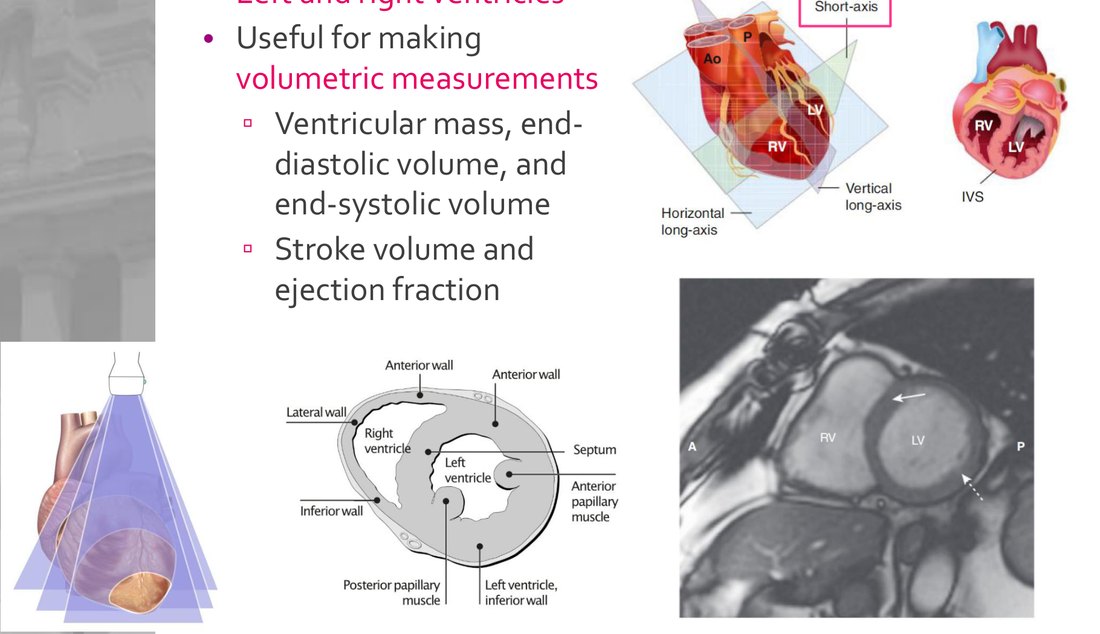 Left and right ventricles
• Useful for making
volumetric measurements
▫ Ventricular mass, end-
diastolic volume, and
end-systolic volume
▫ Stroke volume and
ejection fraction
Short-axis
P
Ao
LV
RV
Vertical
long-axis
Horizontal
long-axis
RV
LV
IVS
Anterior wall
Anterior wall
Lateral wall
Right
ventricle
Septum
Left
ventricle
Anterior
papillary
muscle
Inferior wall
Posterior papillary
muscle
Left ventricle,
inferior wall
RV
LV
A
P